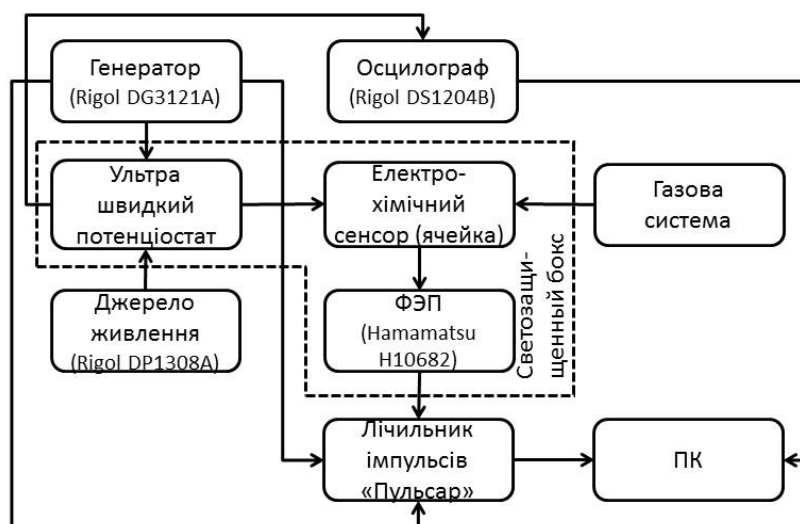 Генератор
(Rigol DG3121A)
Осцилограф
(Rigol DS1204B)
Ультра
швидкий
потенціостат
Електро-
хімічний
сенсор (ячейка)
Газова
система
Джерело
живлення
(Rigol DP1308A)
ФЭП
(Hamamatsu
H10682)
Светозащи-
щенный бокс
Лічильник
імпульсів
«Пульсар»
ПК